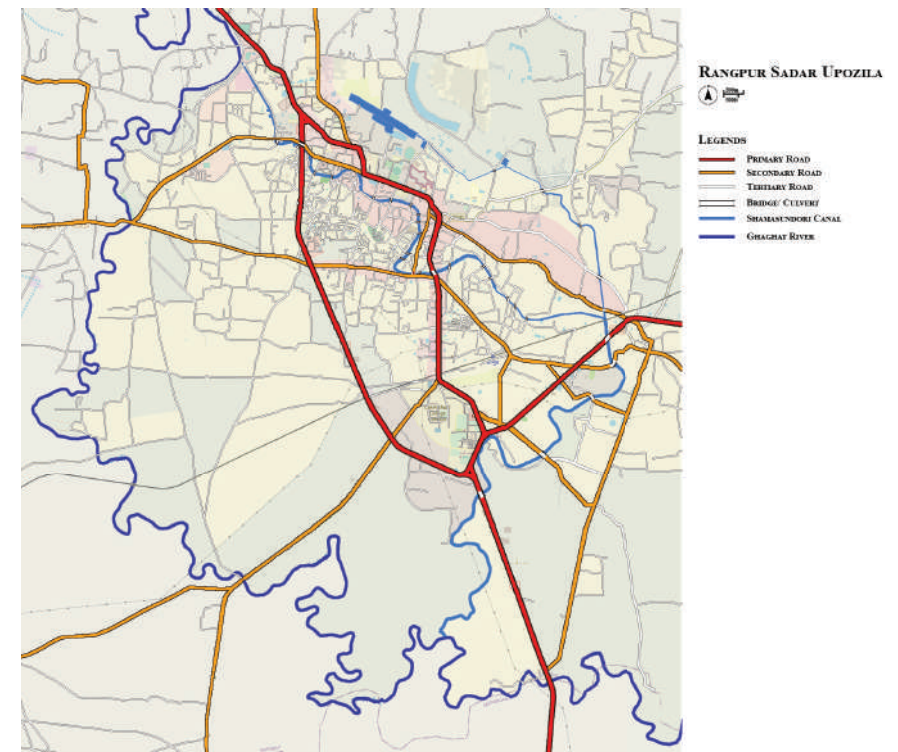 RANGPUR SADAR UPOZILA
LEGENDS
PRIMARY ROAD
SECONDARY ROAD
TERTIARY ROAD
BRIDGE/ CULVERT
SHAMASUNDORI CANAL
GHAGHAT RIVER